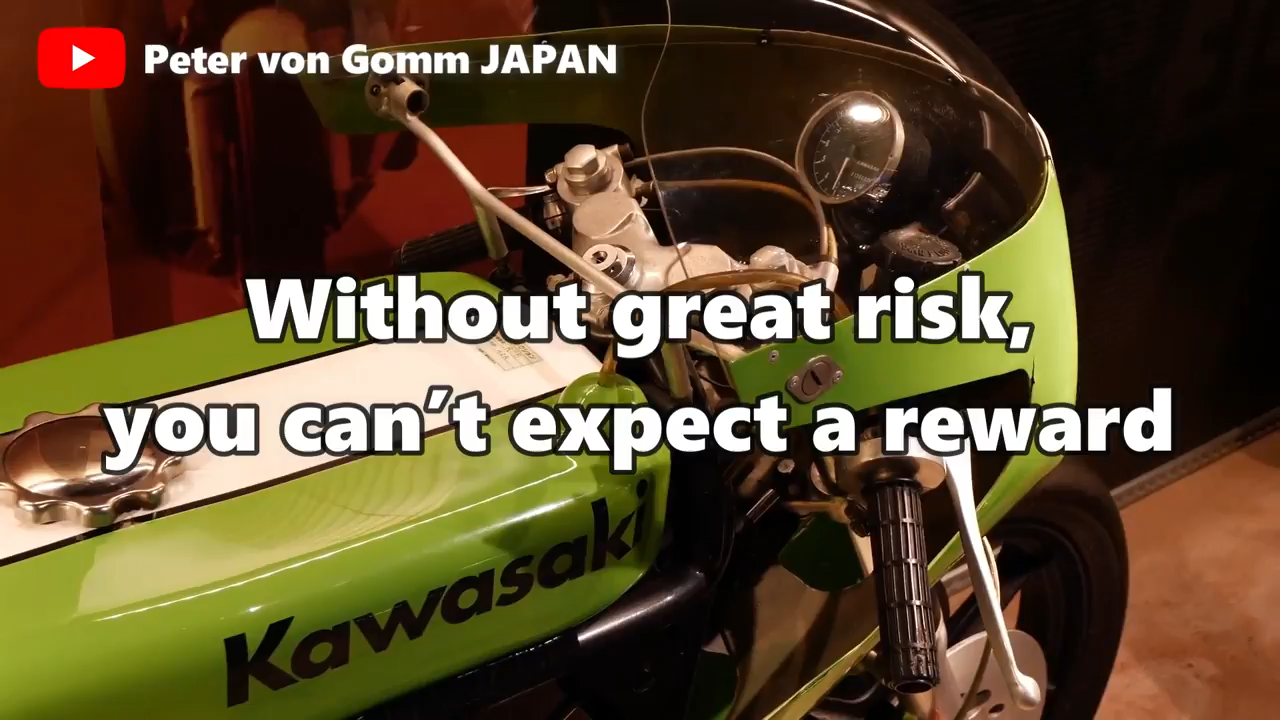 Peter von Gomm JAPAN
Without great risk,
you can’t expect a reward
Kawasaki